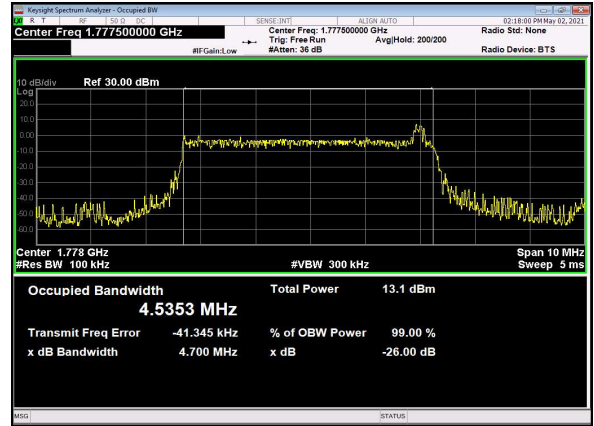 Keysight Spectrum Analyzer - Occupied BW
R T RF 50 Ω DC SENSE:INT ALIGN AUTO 02:18:00 PM May 02, 2021
Center Freq 1.777500000 GHz Center Freq: 1.777500000 GHz Radio Std: None
Trig: Free Run Avg|Hold: 200/200
#IFGain:Low #Atten: 36 dB Radio Device: BTS
10 dB/div Ref 30.00 dBm
Log
20.0
10.0
0.00
-10.0
-20.0
-30.0
-40.0
-50.0
-60.0
Center 1.778 GHz Span 10 MHz
#Res BW 100 kHz #VBW 300 kHz Sweep 5 ms
Occupied Bandwidth Total Power 13.1 dBm
4.5353 MHz
Transmit Freq Error -41.345 kHz % of OBW Power 99.00 %
x dB Bandwidth 4.700 MHz x dB -26.00 dB
MSG STATUS